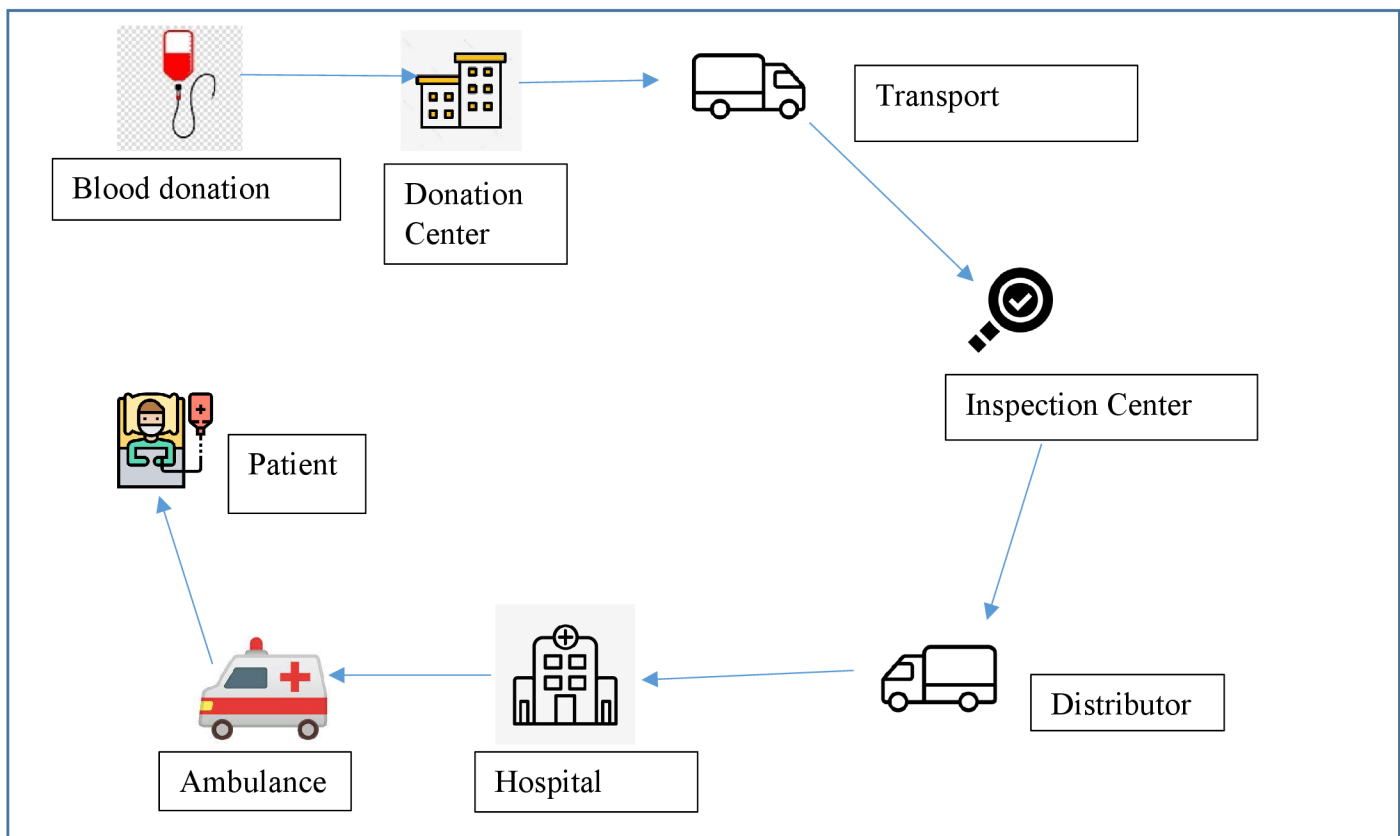 Blood donation
Donation
Center
Transport
Inspection Center
Distributor
Hospital
Ambulance
Patient